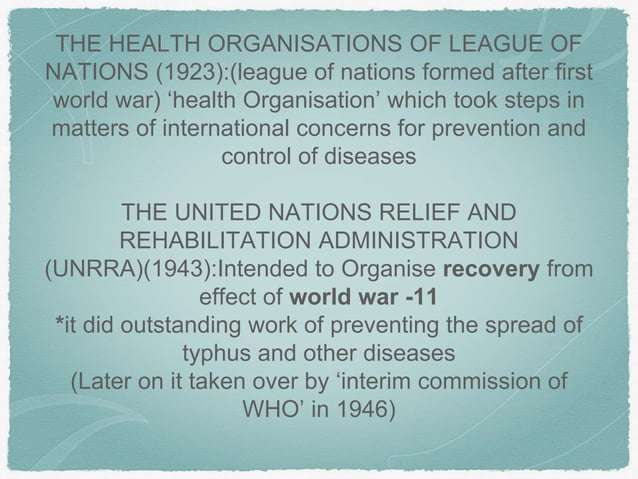 THE HEALTH ORGANISATIONS OF LEAGUE OF
NATIONS (1923):(league of nations formed after first
world war) ‘health Organisation’ which took steps in
matters of international concerns for prevention and
control of diseases
THE UNITED NATIONS RELIEF AND
REHABILITATION ADMINISTRATION
(UNRRA)(1943):Intended to Organise recovery from
effect of world war -11
*it did outstanding work of preventing the spread of
typhus and other diseases
(Later on it taken over by ‘interim commission of
WHO’ in 1946)